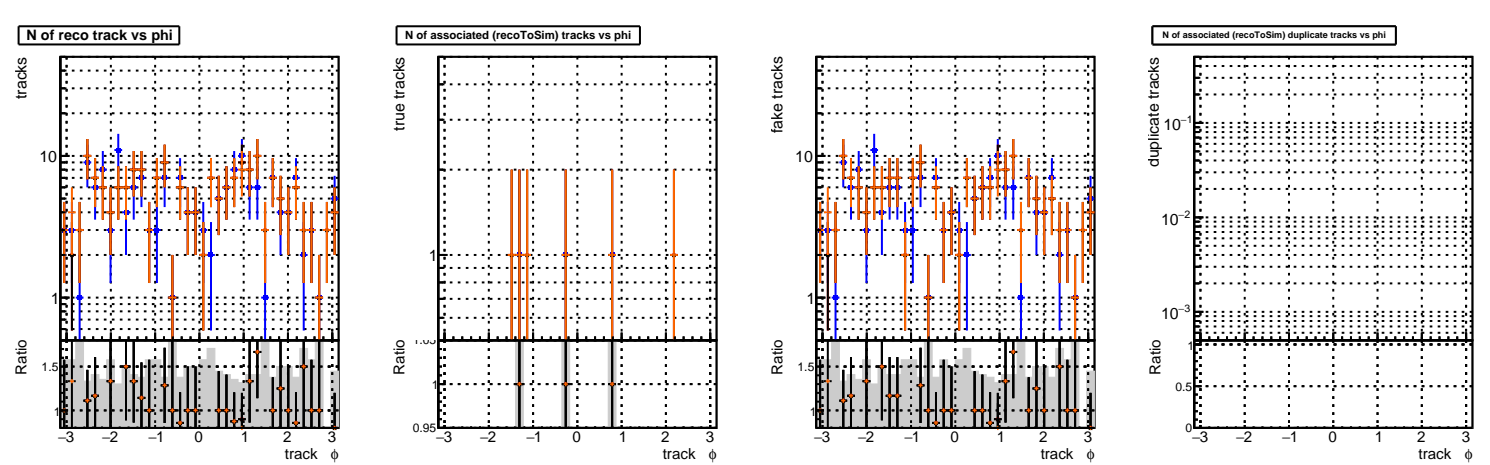 N of reco track vs phi
tracks
10
1
Ratio
1.5
1
−3 −2 −1 0 1 2 3
track ϕ
N of associated (recoToSim) tracks vs phi
true tracks
1
Ratio
1.05
1
0.95
−3 −2 −1 0 1 2 3
track ϕ
fake tracks
10
1
Ratio
1.5
1
−3 −2 −1 0 1 2 3
track ϕ
N of associated (recoToSim) duplicate tracks vs phi
duplicate tracks
10−1
10−2
10−3
Ratio
1
0.5
0
−3 −2 −1 0 1 2 3
track ϕ